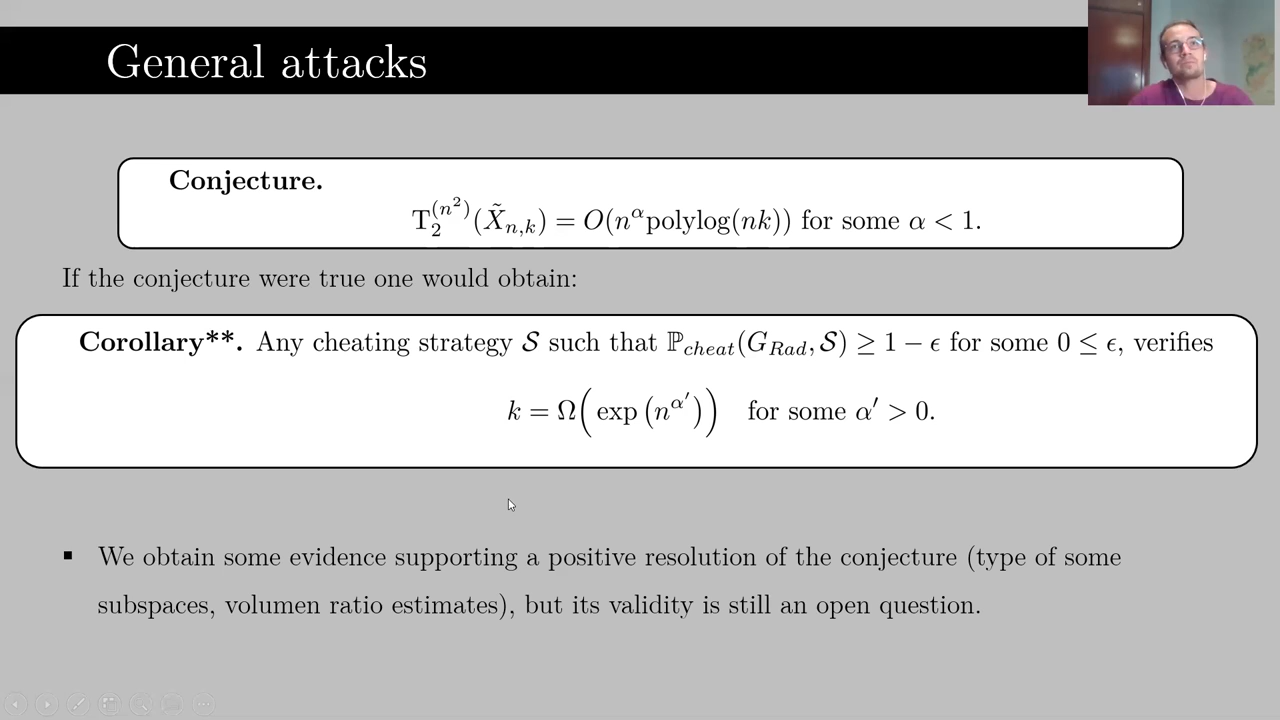 General attacks
Conjecture.
T₂^{(n²)}(X̃_{n,k}) = O(n^α polylog(nk)) for some α < 1.
If the conjecture were true one would obtain:
Corollary**. Any cheating strategy 𝒮 such that ℙ_{cheat}(G_{Rad}, 𝒮) ≥ 1 − ϵ for some 0 ≤ ϵ, verifies
k = Ω(exp(n^{α′})) for some α′ > 0.
▪ We obtain some evidence supporting a positive resolution of the conjecture (type of some
subspaces, volumen ratio estimates), but its validity is still an open question.